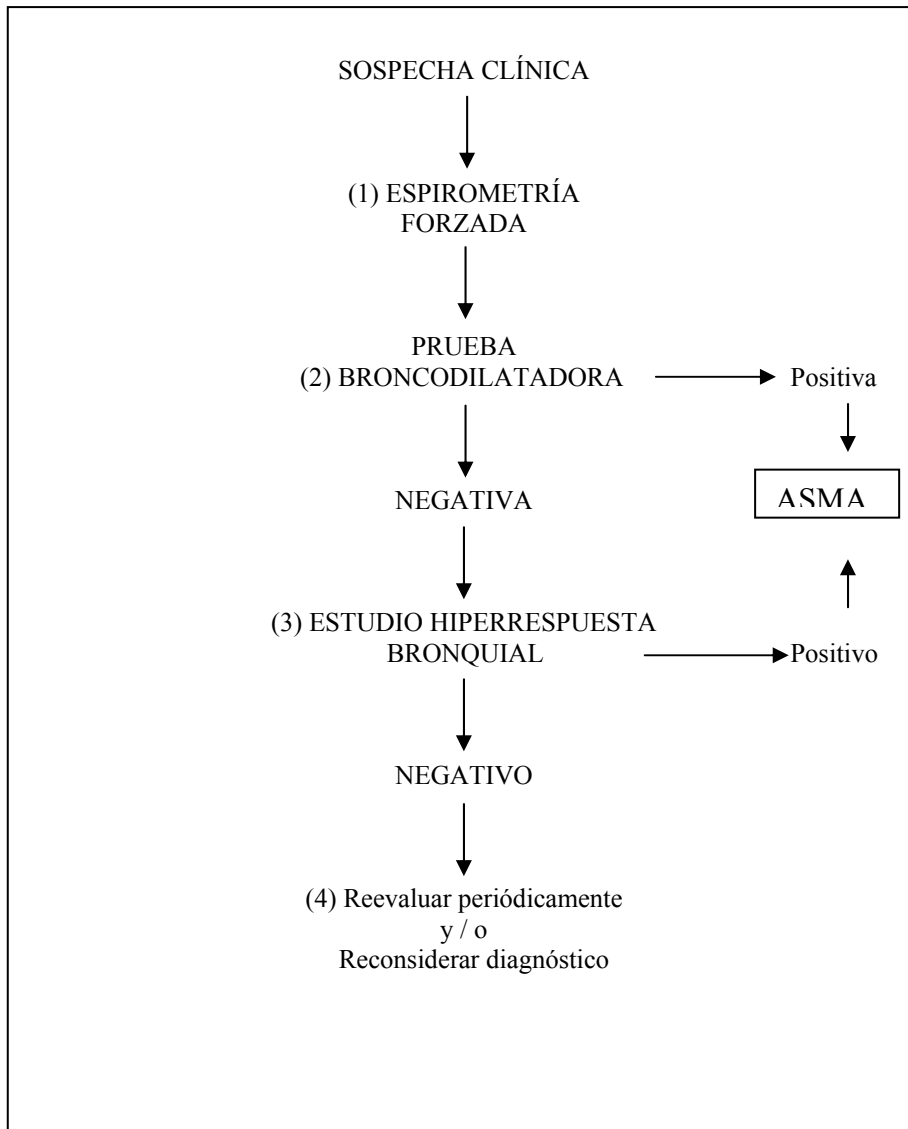 SOSPECHA CLÍNICA
(1) ESPIROMETRÍA
FORZADA
PRUEBA
(2) BRONCODILATADORA
Positiva
NEGATIVA
ASMA
(3) ESTUDIO HIPERRESPUESTA
BRONQUIAL
Positivo
NEGATIVO
(4) Reevaluar periódicamente
y / o
Reconsiderar diagnóstico